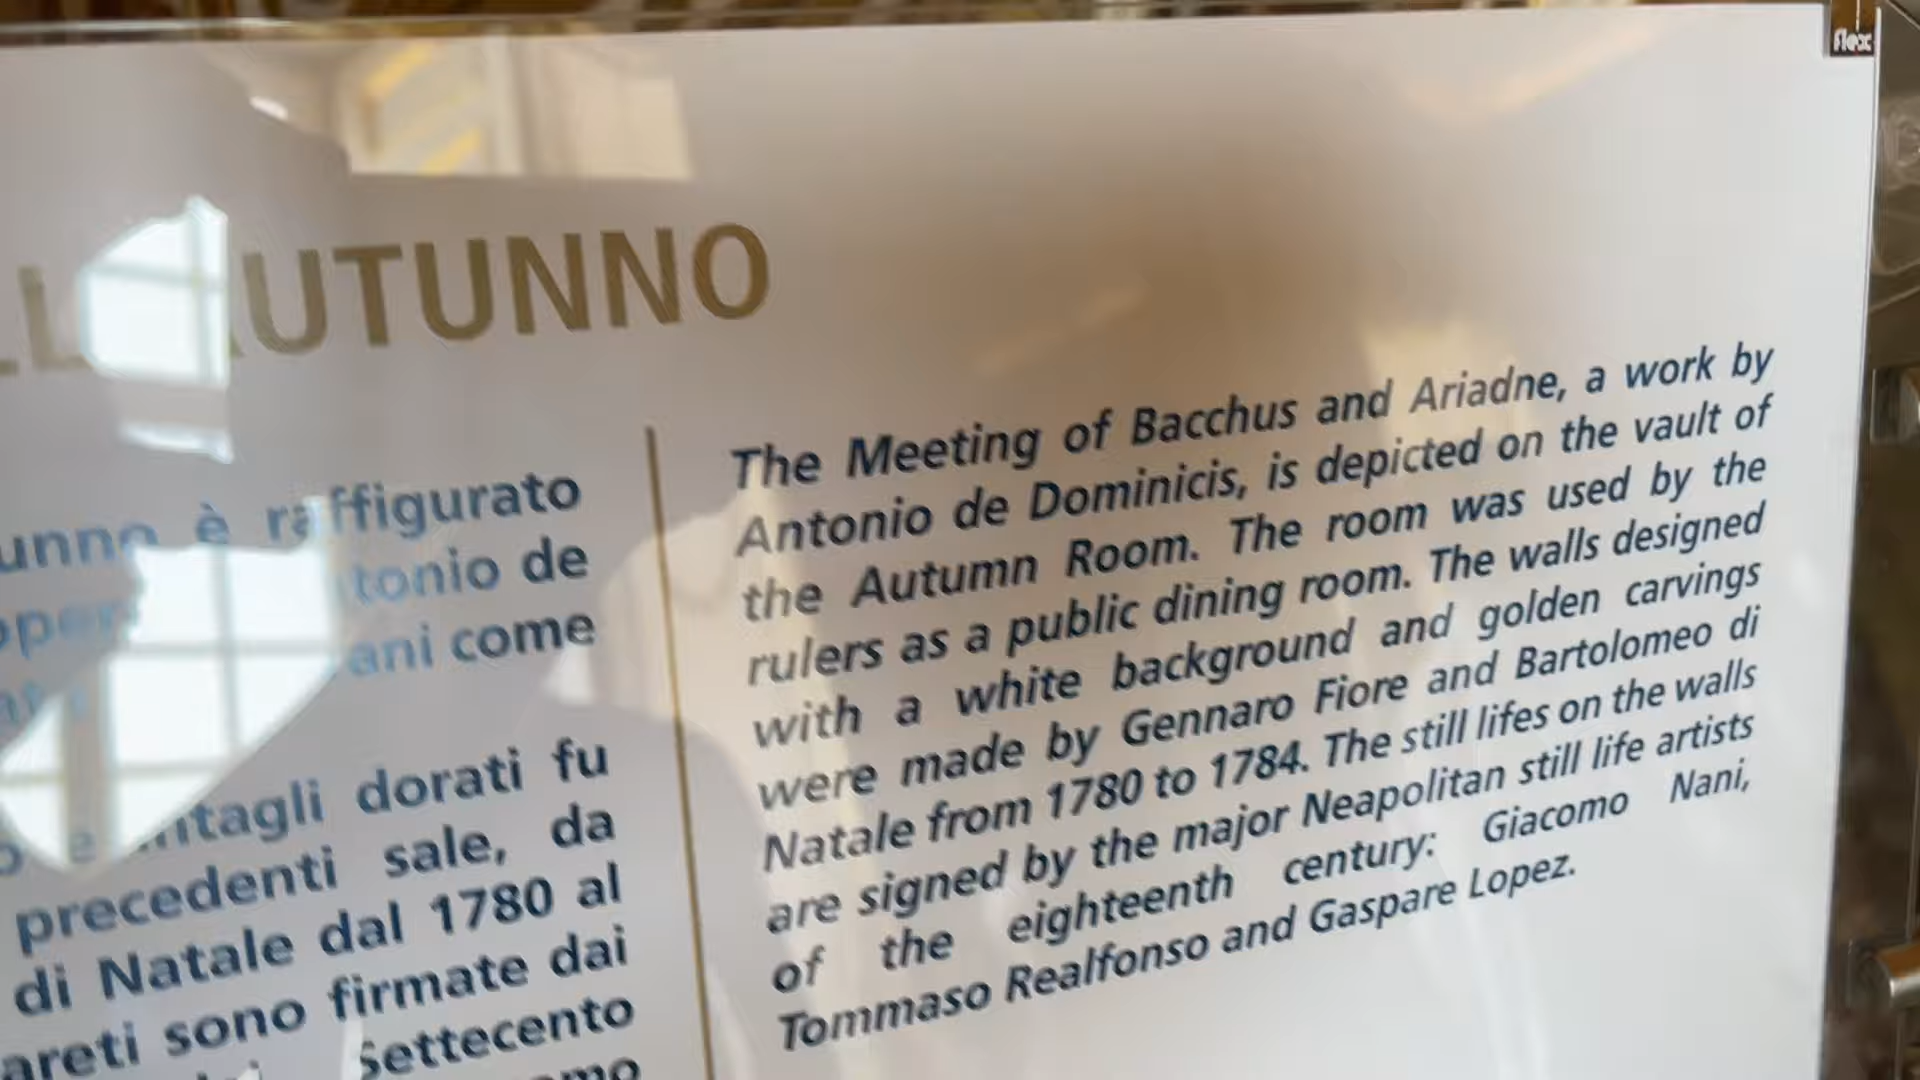 flex
AUTUNNO
è raffigurato
tonio de
ani come
dorati fu
precedenti sale, da
di Natale dal 1780 al
areti sono firmate dai
Settecento
The Meeting of Bacchus and Ariadne, a work by
Antonio de Dominicis, is depicted on the vault of
the Autumn Room. The room was used by the
rulers as a public dining room. The walls designed
with a white background and golden carvings
were made by Gennaro Fiore and Bartolomeo di
Natale from 1780 to 1784. The still lifes on the walls
are signed by the major Neapolitan still life artists
of the eighteenth century: Giacomo Nani,
Tommaso Realfonso and Gaspare Lopez.